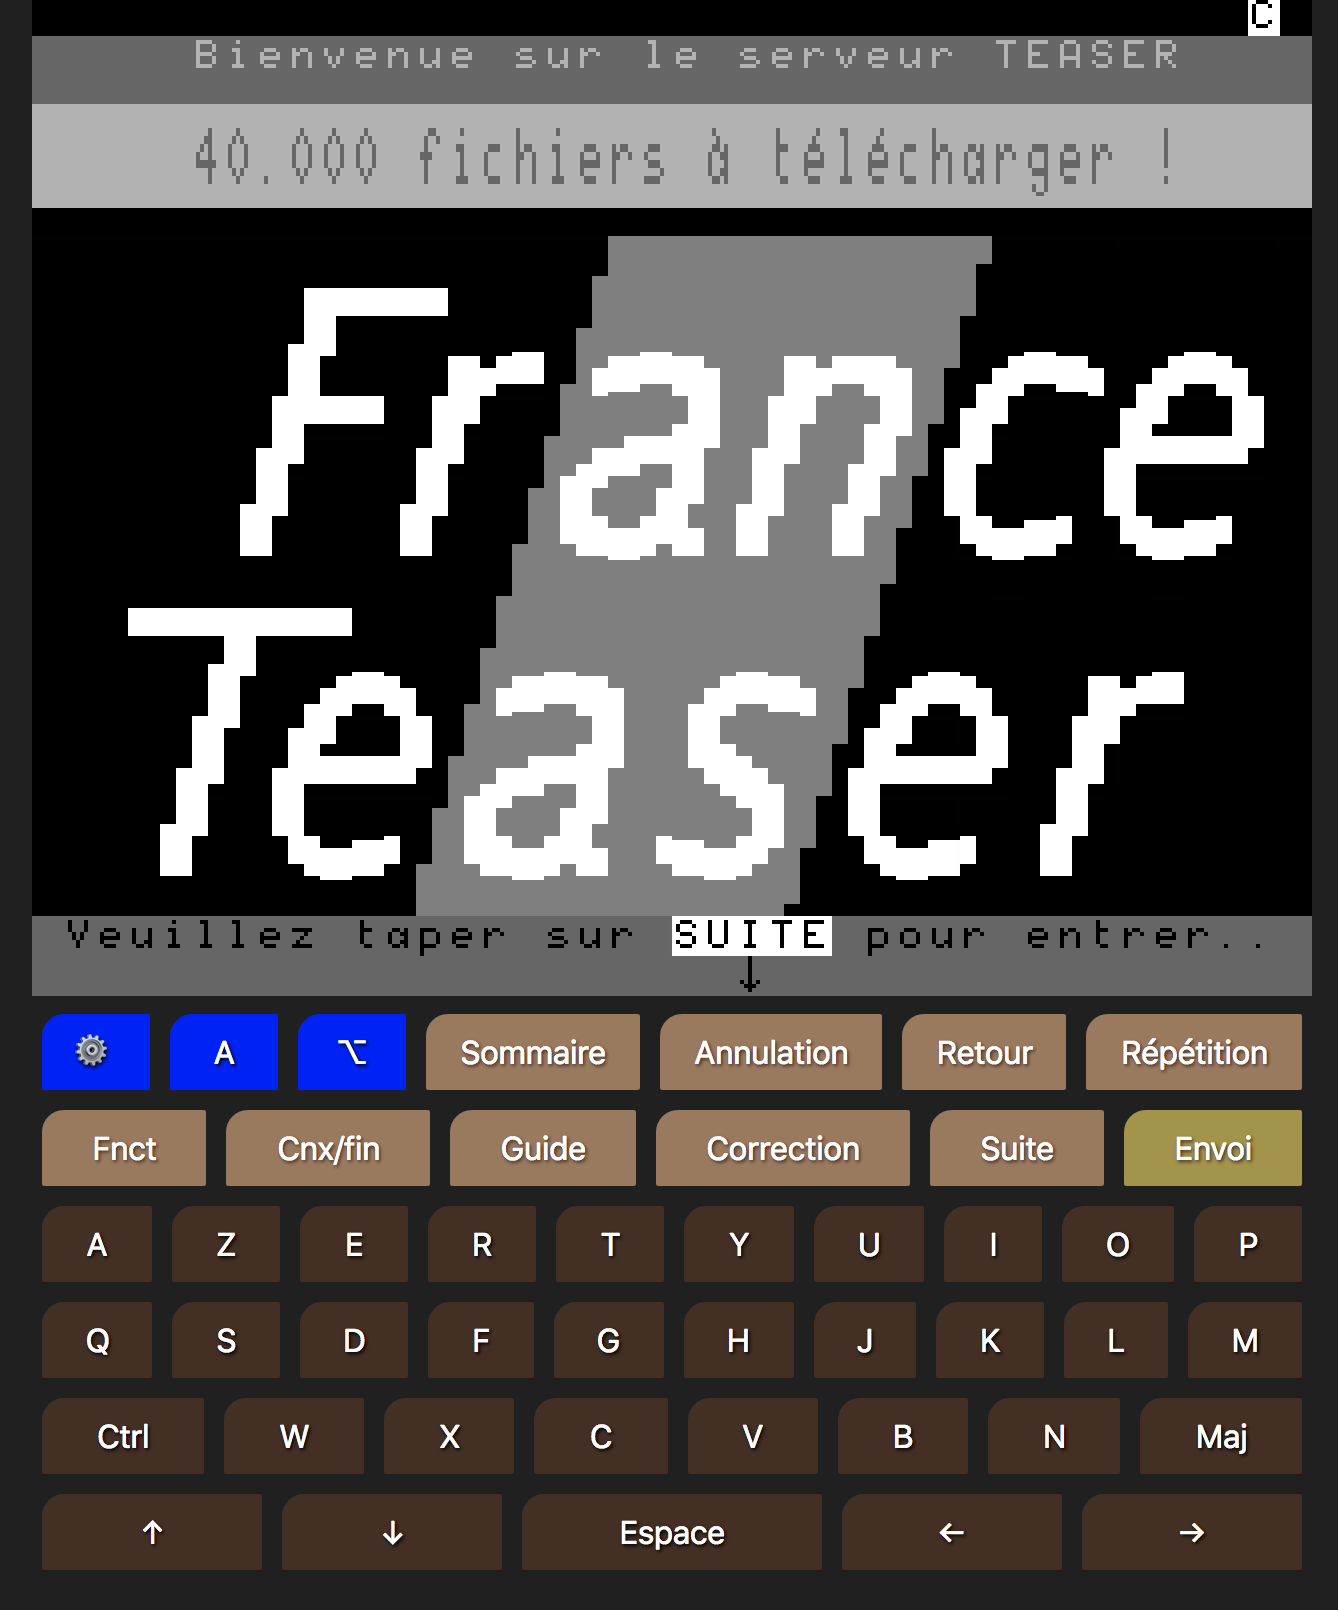 C
Bienvenue sur le serveur TEASER
40.000 fichiers à télécharger !
France
Teaser
Veuillez taper sur SUITE pour entrer..
↓
⚙ A ⌥ Sommaire Annulation Retour Répétition
Fnct Cnx/fin Guide Correction Suite Envoi
A Z E R T Y U I O P
Q S D F G H J K L M
Ctrl W X C V B N Maj
↑ ↓ Espace ← →